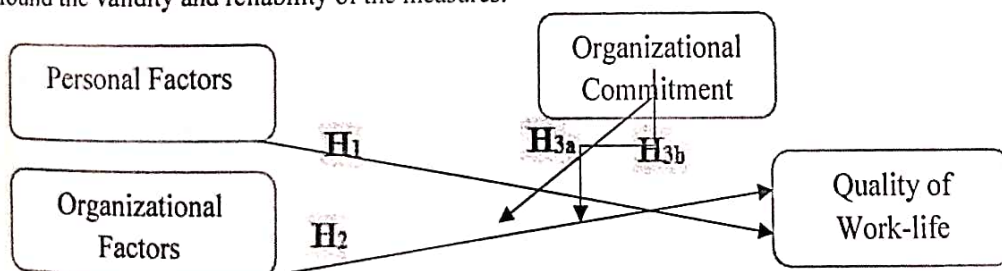 found the validity and reliability of the measures.
Organizational
Commitment
Personal Factors
H1
H3a
H3b
Organizational
Factors
Quality of
Work-life
H2